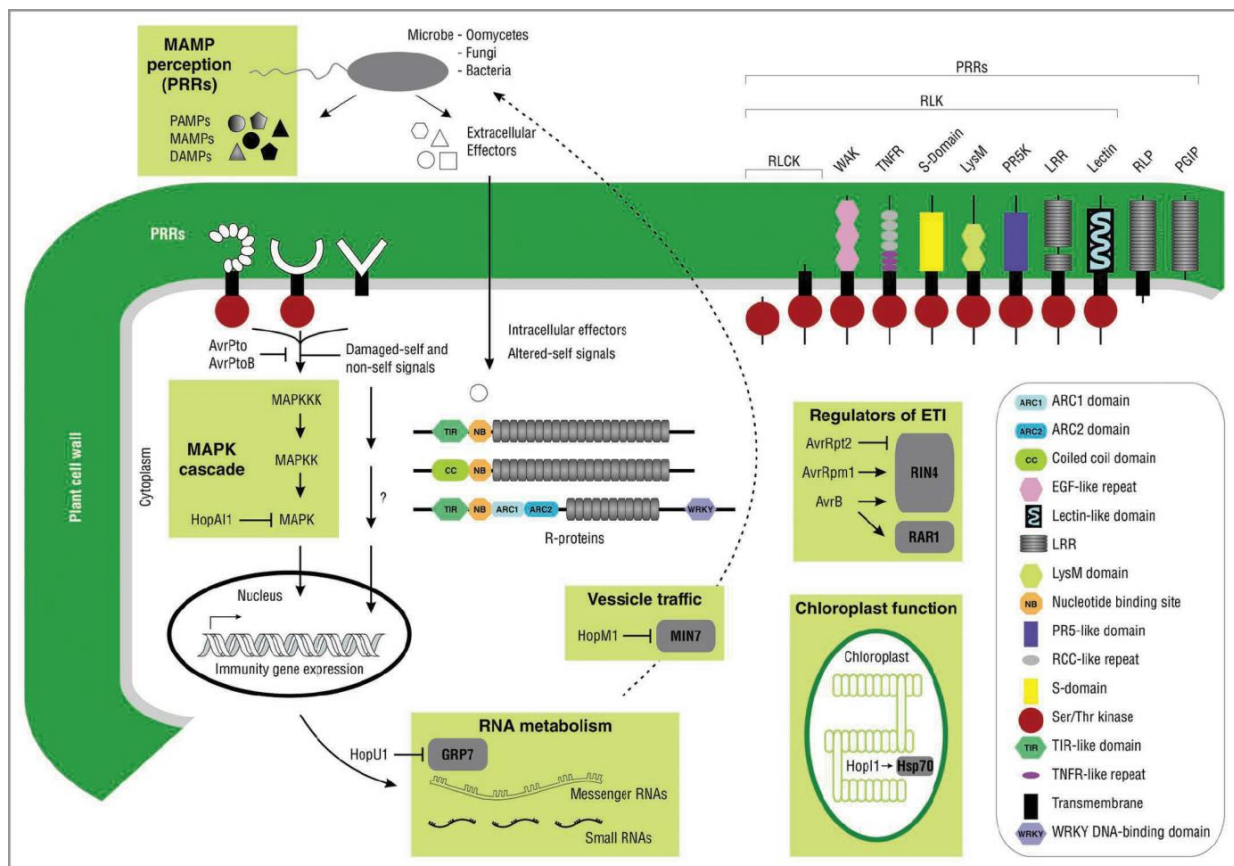 MAMP
perception
(PRRs)
PAMPs
MAMPs
DAMPs
Microbe - Oomycetes
- Fungi
- Bacteria
Extracellular
Effectors
PRRs
RLK
RLCK
WAK
TNFR
S-Domain
LysM
PR5K
LRR
Lectin
RLP
PGIP
Plant cell wall
PRRs
Cytoplasm
AvrPto
AvrPtoB
Damaged-self and
non-self signals
Intracellular effectors
Altered-self signals
MAPK
cascade
MAPKKK
MAPKK
HopAI1
MAPK
?
TIR
NB
CC
NB
TIR
NB
ARC1
ARC2
WRKY
R-proteins
Nucleus
Immunity gene expression
Vessicle traffic
HopM1
MIN7
RNA metabolism
HopU1
GRP7
Messenger RNAs
Small RNAs
Regulators of ETI
AvrRpt2
AvrRpm1
AvrB
RIN4
RAR1
Chloroplast function
Chloroplast
HopI1
Hsp70
ARC1 ARC1 domain
ARC2 ARC2 domain
CC Coiled coil domain
EGF-like repeat
Lectin-like domain
LRR
LysM domain
NB Nucleotide binding site
PR5-like domain
RCC-like repeat
S-domain
Ser/Thr kinase
TIR TIR-like domain
TNFR-like repeat
Transmembrane
WRKY WRKY DNA-binding domain